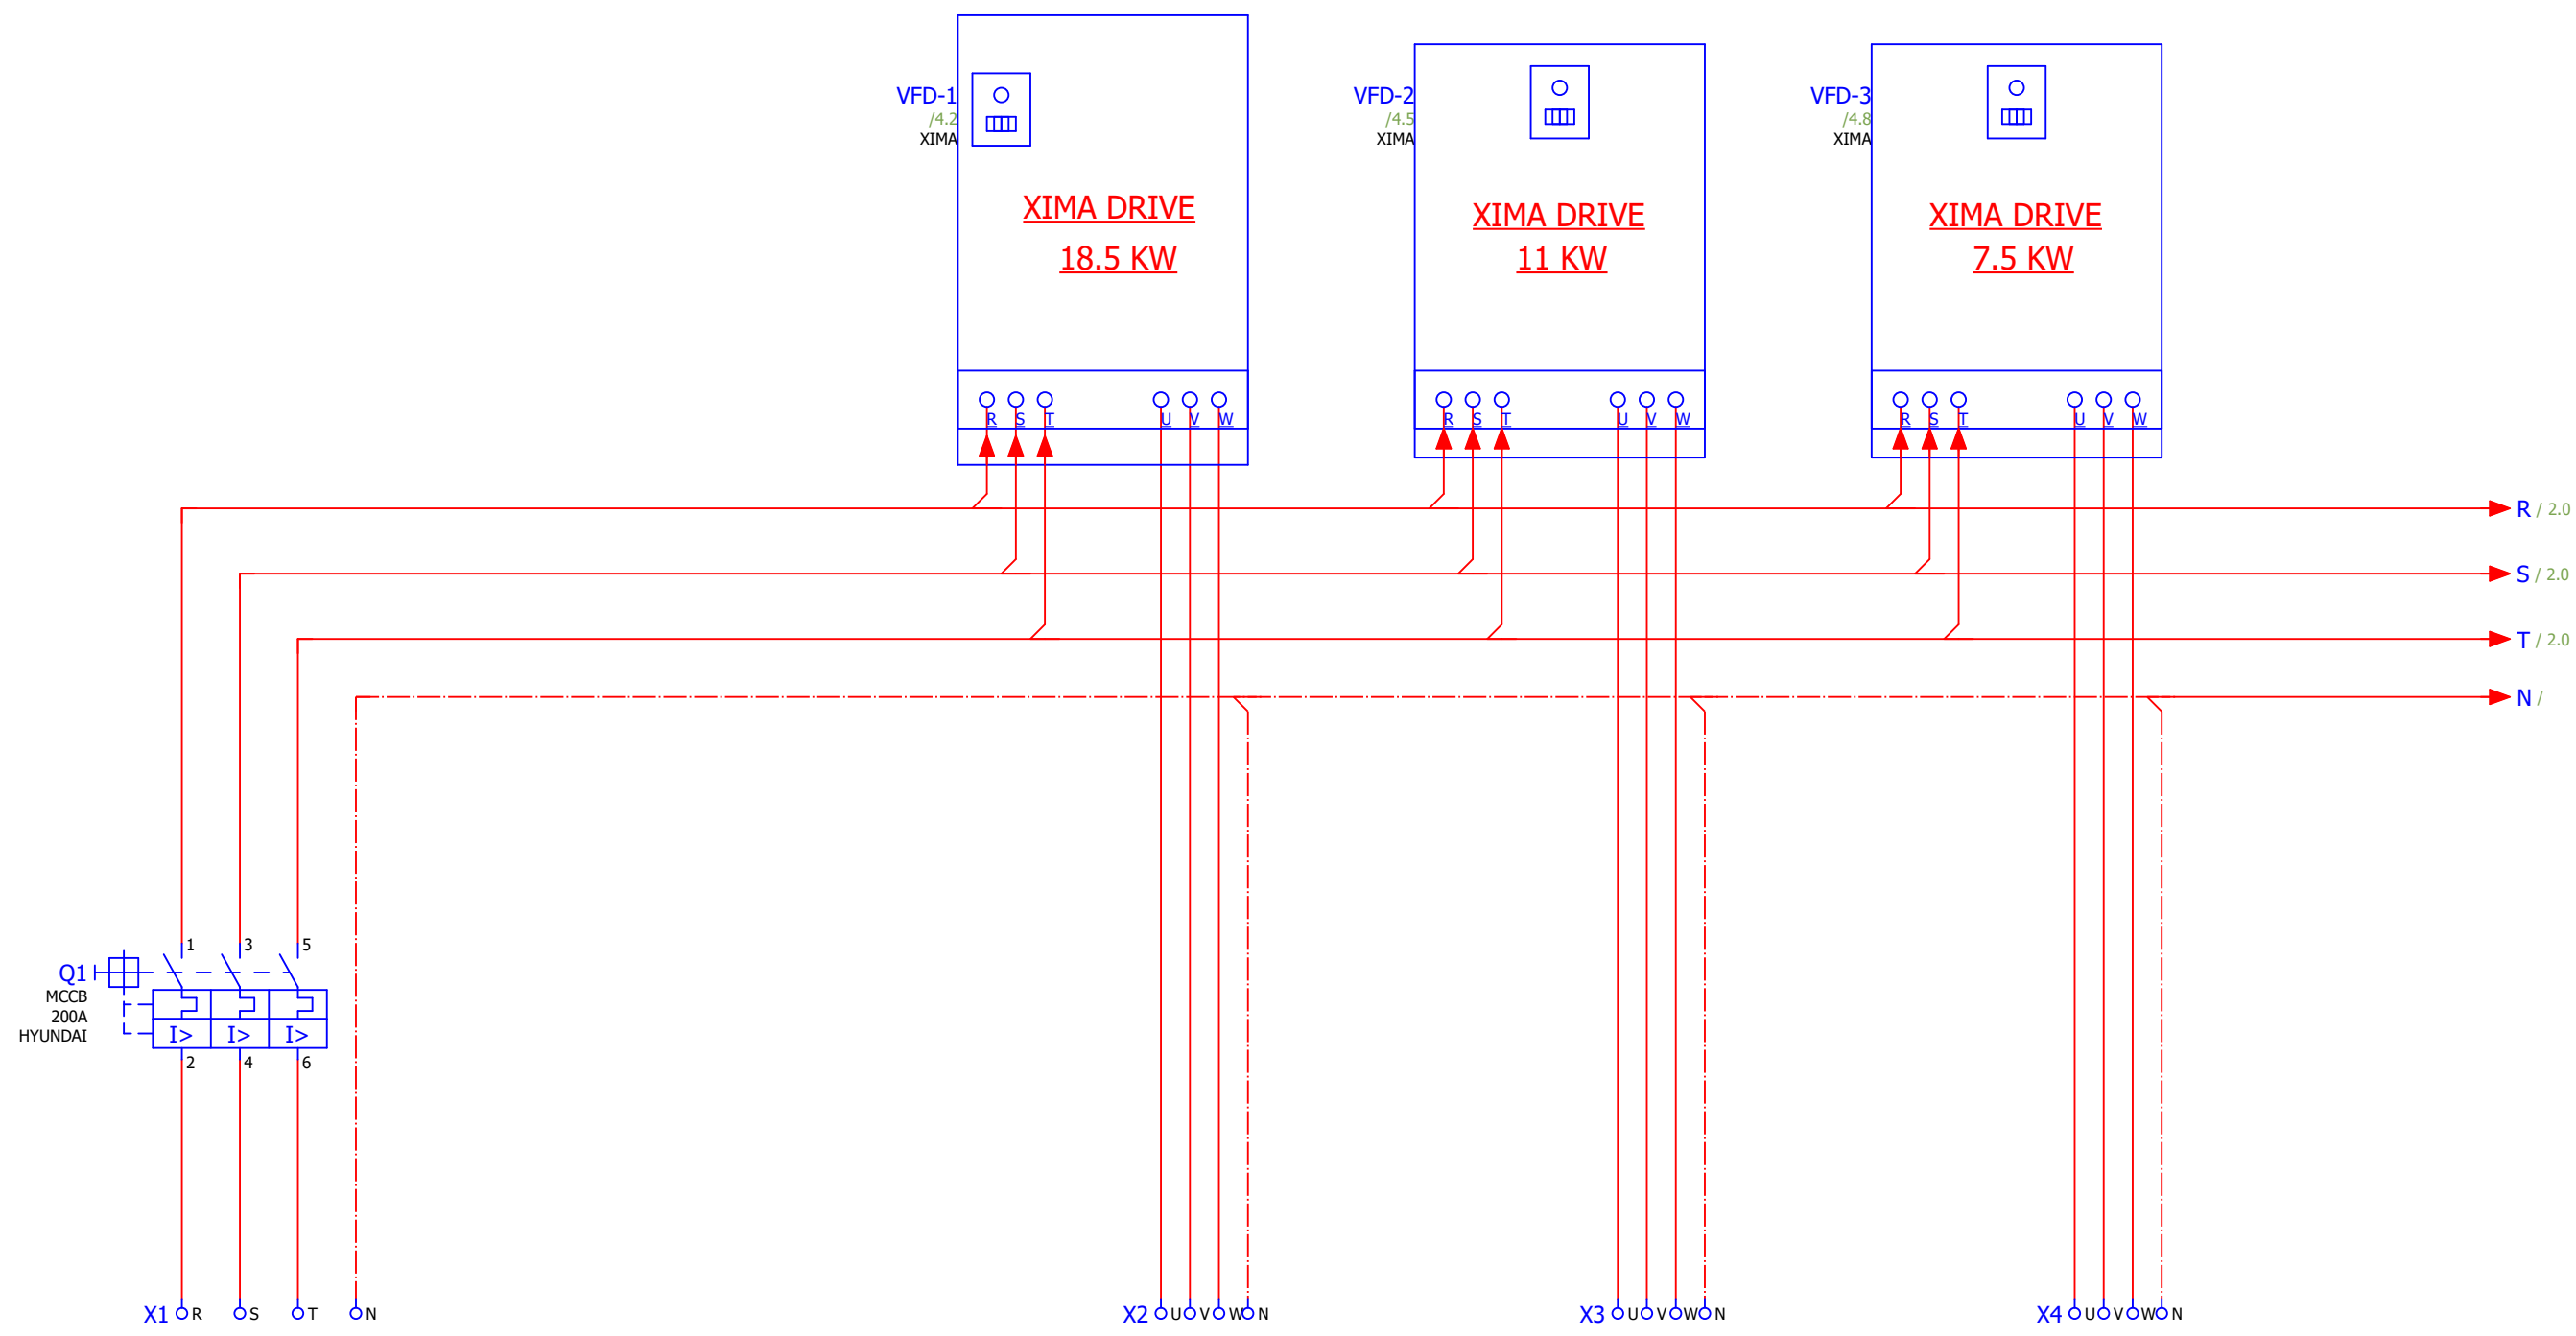 VFD-1
/4.2
XIMA
XIMA DRIVE
18.5 KW
R S T U V W
VFD-2
/4.5
XIMA
XIMA DRIVE
11 KW
R S T U V W
VFD-3
/4.8
XIMA
XIMA DRIVE
7.5 KW
R S T U V W
R / 2.0
S / 2.0
T / 2.0
N /
1 3 5
Q1
MCCB
200A
HYUNDAI
I> I> I>
2 4 6
X1 R S T N
X2 U V W N
X3 U V W N
X4 U V W N